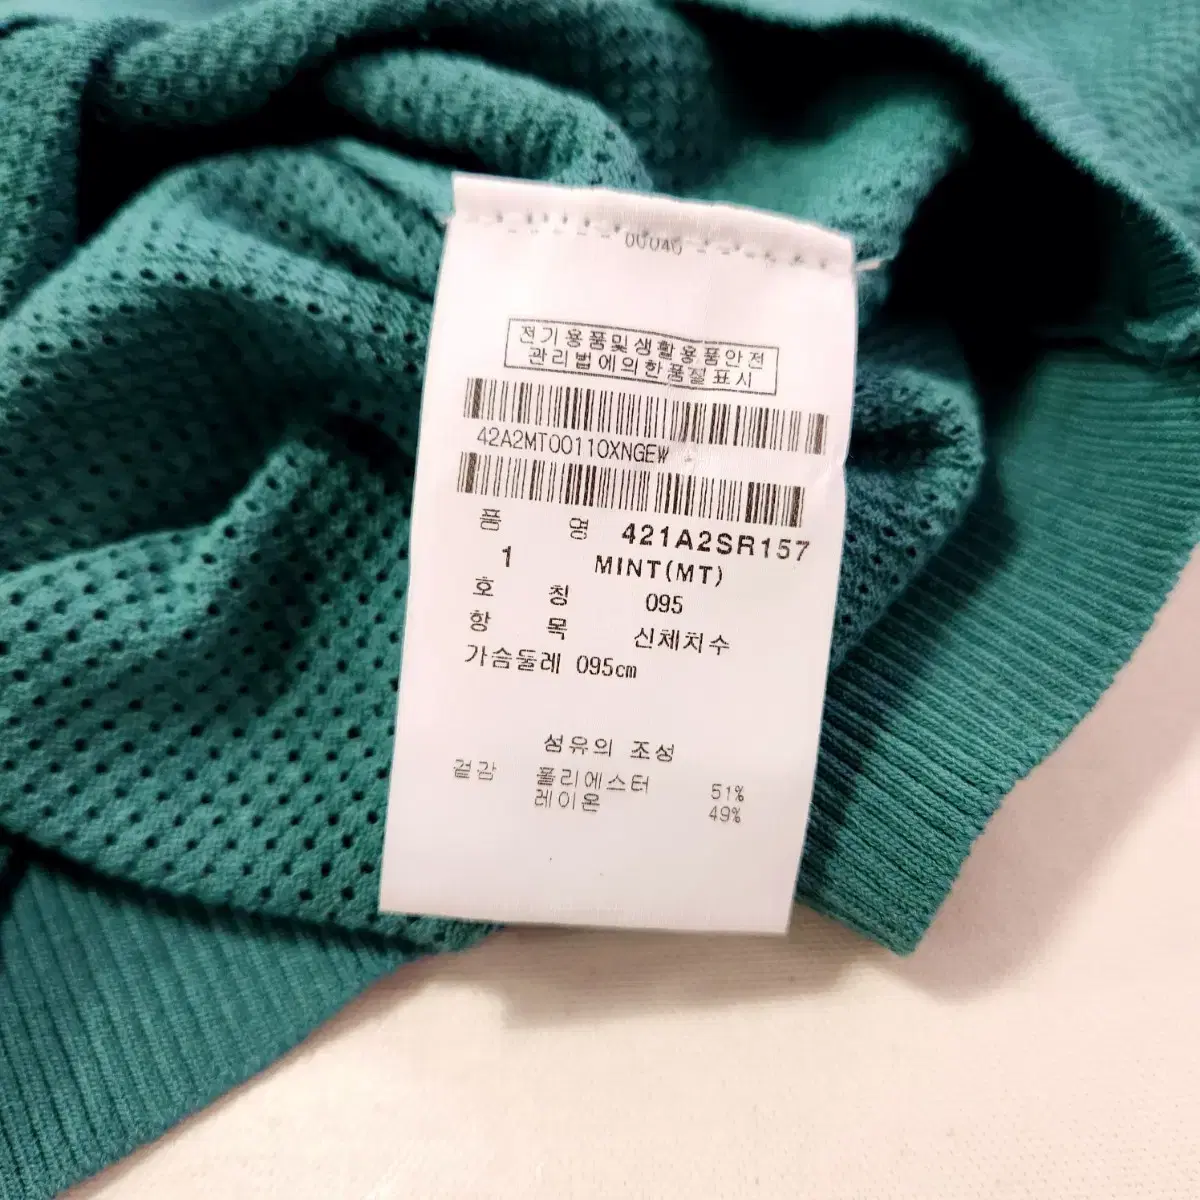 00040
전기용품및생활용품안전
관리법에의한품질표시
42A2MT00110XNGEW
품 명 421A2SR157
1 MINT(MT)
호 칭 095
항 목 신체치수
가슴둘레 095cm
섬유의 조성
겉감 폴리에스터 51%
레이온 49%